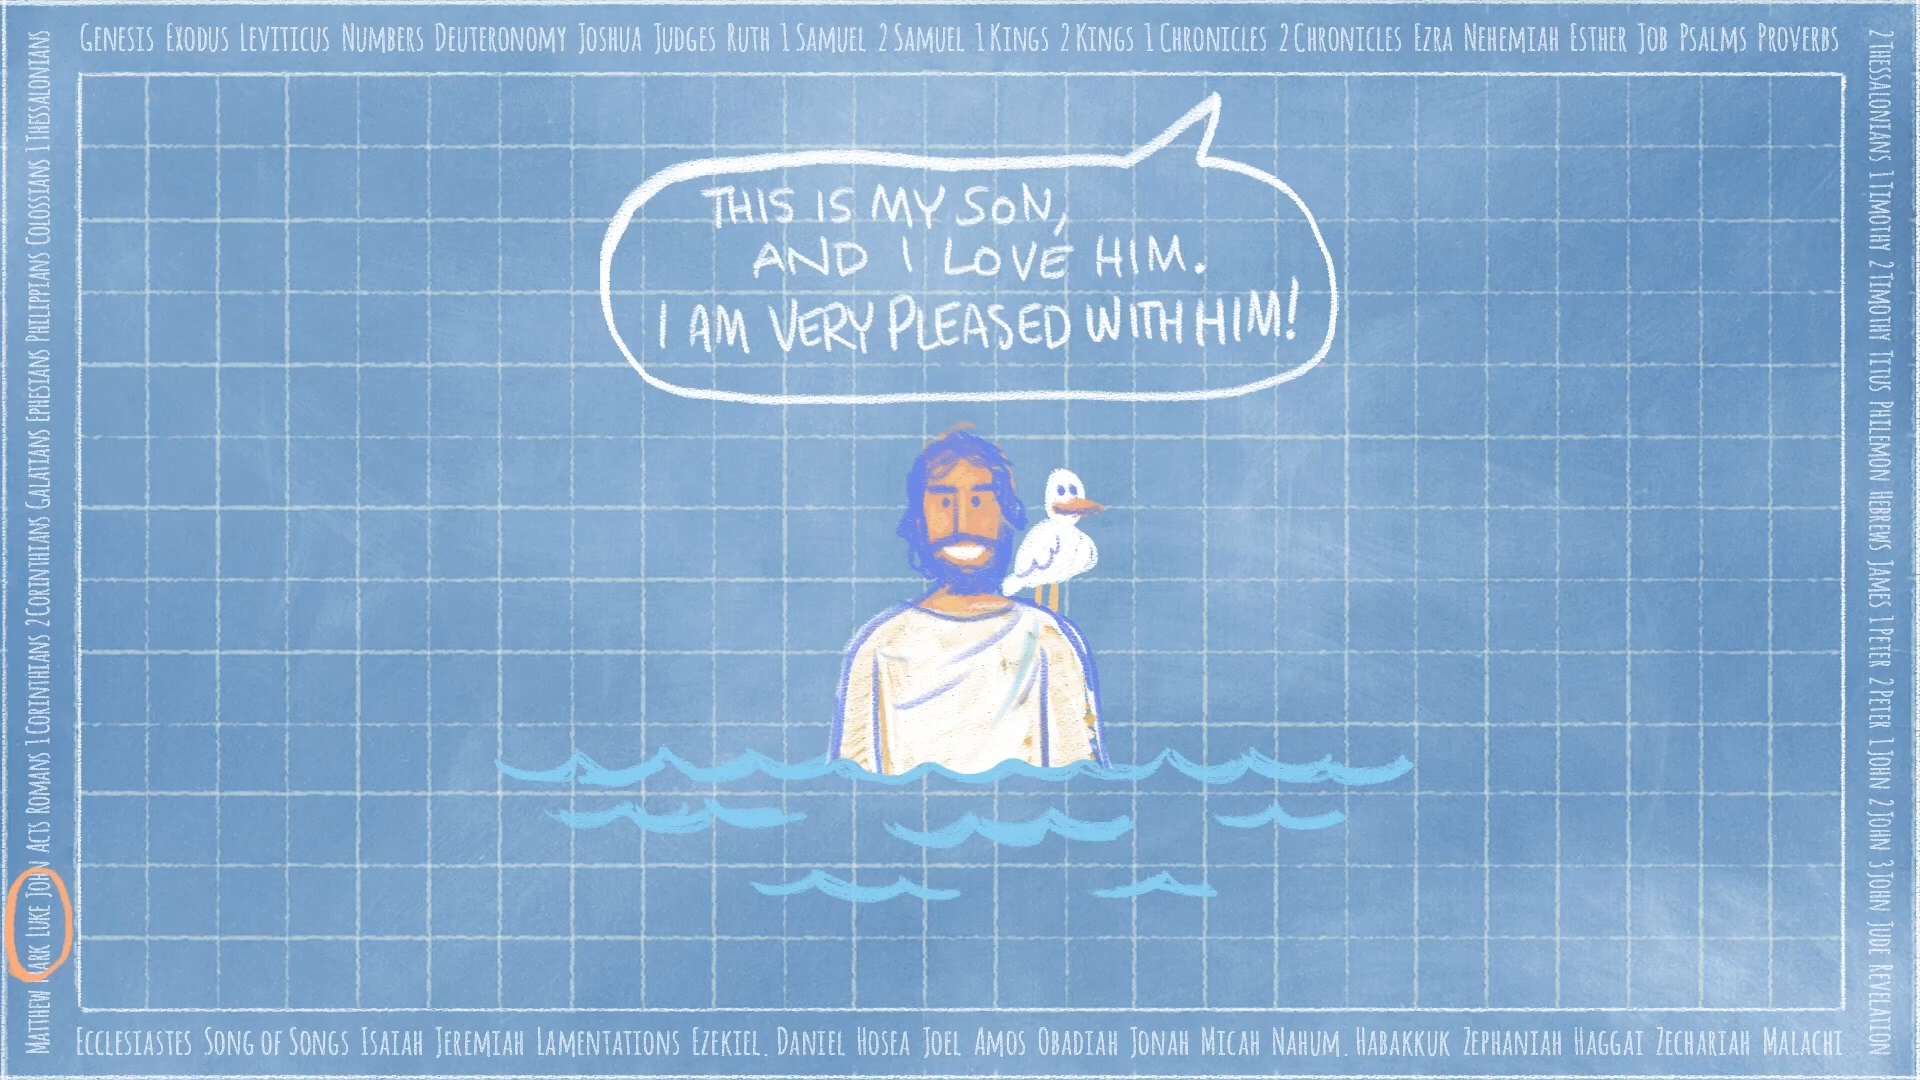 Genesis Exodus Leviticus Numbers Deuteronomy Joshua Judges Ruth 1 Samuel 2 Samuel 1 Kings 2 Kings 1 Chronicles 2 Chronicles Ezra Nehemiah Esther Job Psalms Proverbs
THIS IS MY SON,
AND I LOVE HIM.
I AM VERY PLEASED WITH HIM!
Ecclesiastes Song of Songs Isaiah Jeremiah Lamentations Ezekiel. Daniel Hosea Joel Amos Obadiah Jonah Micah Nahum. Habakkuk Zephaniah Haggai Zechariah Malachi
Matthew Mark Luke John Acts Romans 1 Corinthians 2 Corinthians Galatians Ephesians Philippians Colossians 1 Thessalonians
2 Thessalonians 1 Timothy 2 Timothy Titus Philemon Hebrews James 1 Peter 2 Peter 1 John 2 John 3 John Jude Revelation